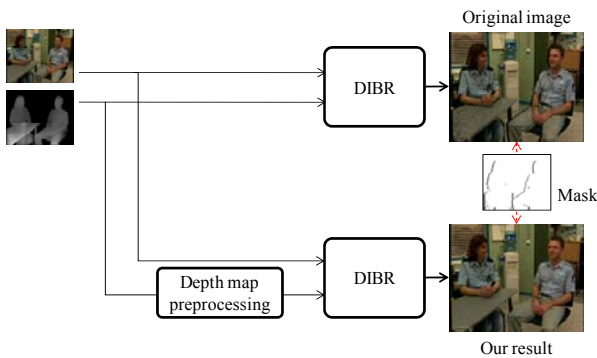 Original image
DIBR
Mask
DIBR
Depth map
preprocessing
Our result